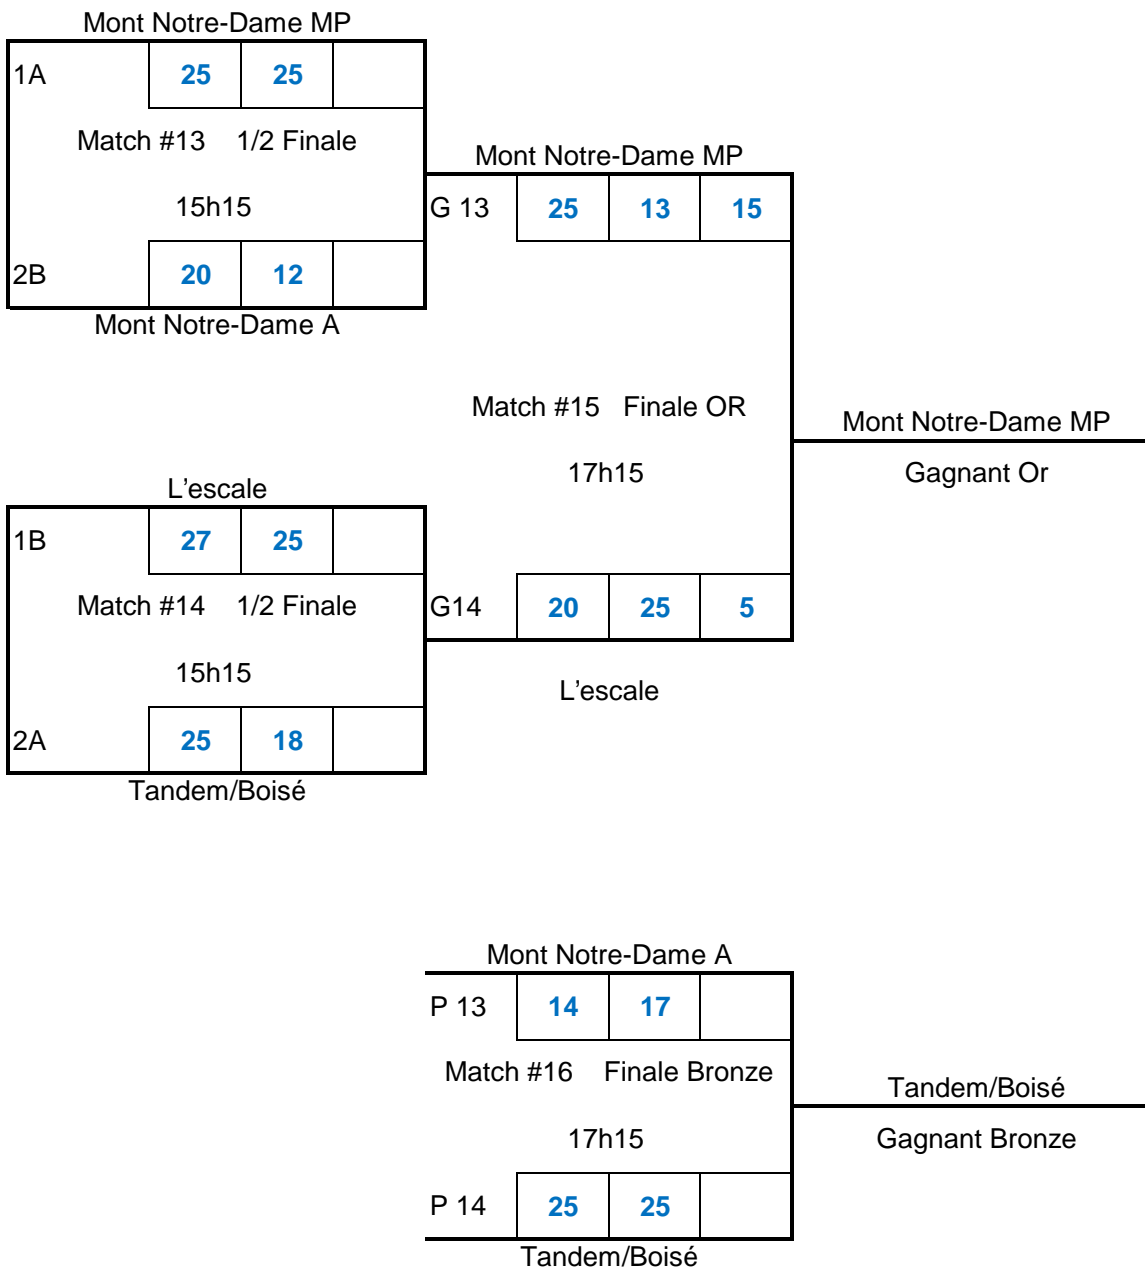 Mont Notre-Dame MP
1A 25 25
Match #13 1/2 Finale
15h15
2B 20 12
Mont Notre-Dame A
Mont Notre-Dame MP
G 13 25 13 15
Match #15 Finale OR
17h15
G14 20 25 5
L'escale
Mont Notre-Dame MP
Gagnant Or
L'escale
1B 27 25
Match #14 1/2 Finale
15h15
2A 25 18
Tandem/Boisé
Mont Notre-Dame A
P 13 14 17
Match #16 Finale Bronze
17h15
P 14 25 25
Tandem/Boisé
Tandem/Boisé
Gagnant Bronze